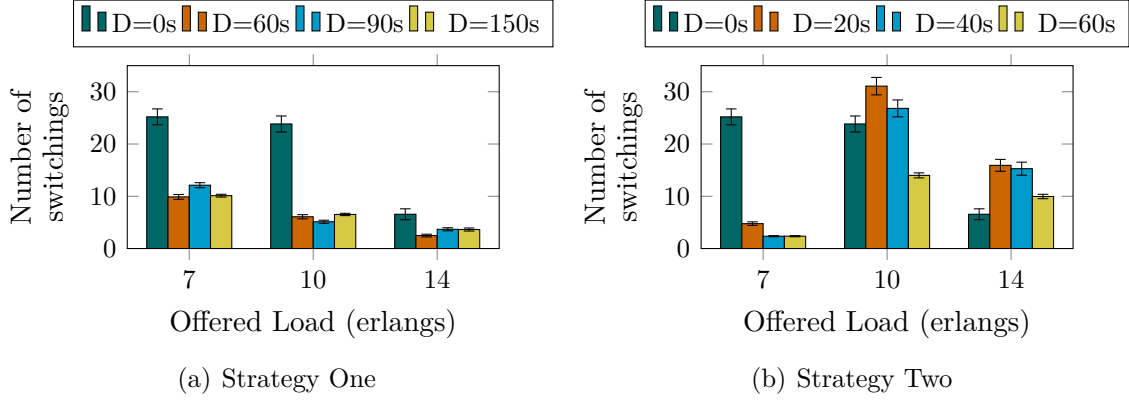 D=0s D=60s D=90s D=150s
Number of
switchings
30
20
10
0
7 10 14
Offered Load (erlangs)
(a) Strategy One
D=0s D=20s D=40s D=60s
Number of
switchings
30
20
10
0
7 10 14
Offered Load (erlangs)
(b) Strategy Two